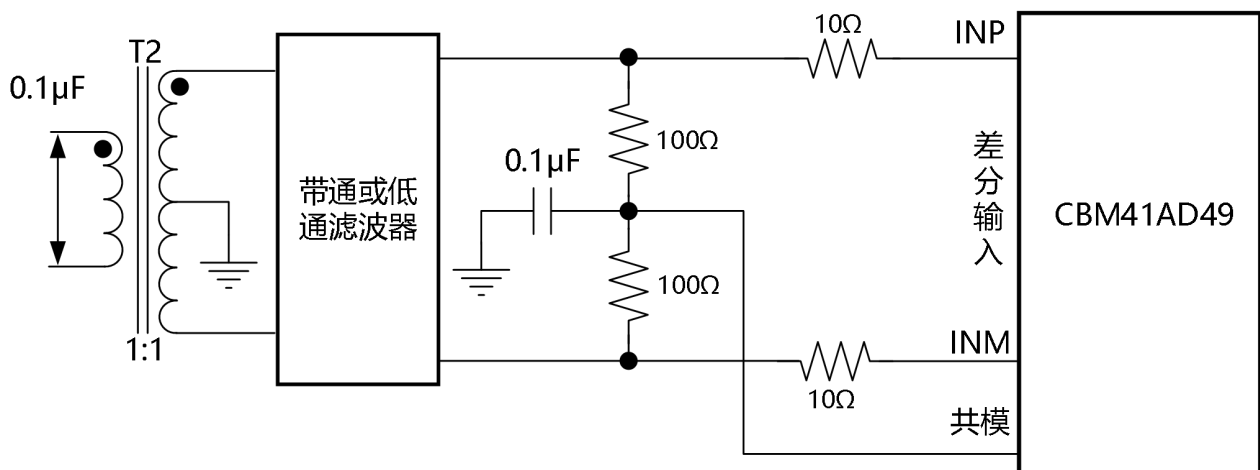 T2
0.1μF
1:1
带通或低
通滤波器
0.1μF
100Ω
100Ω
10Ω
10Ω
INP
差分输入
INM
共模
CBM41AD49